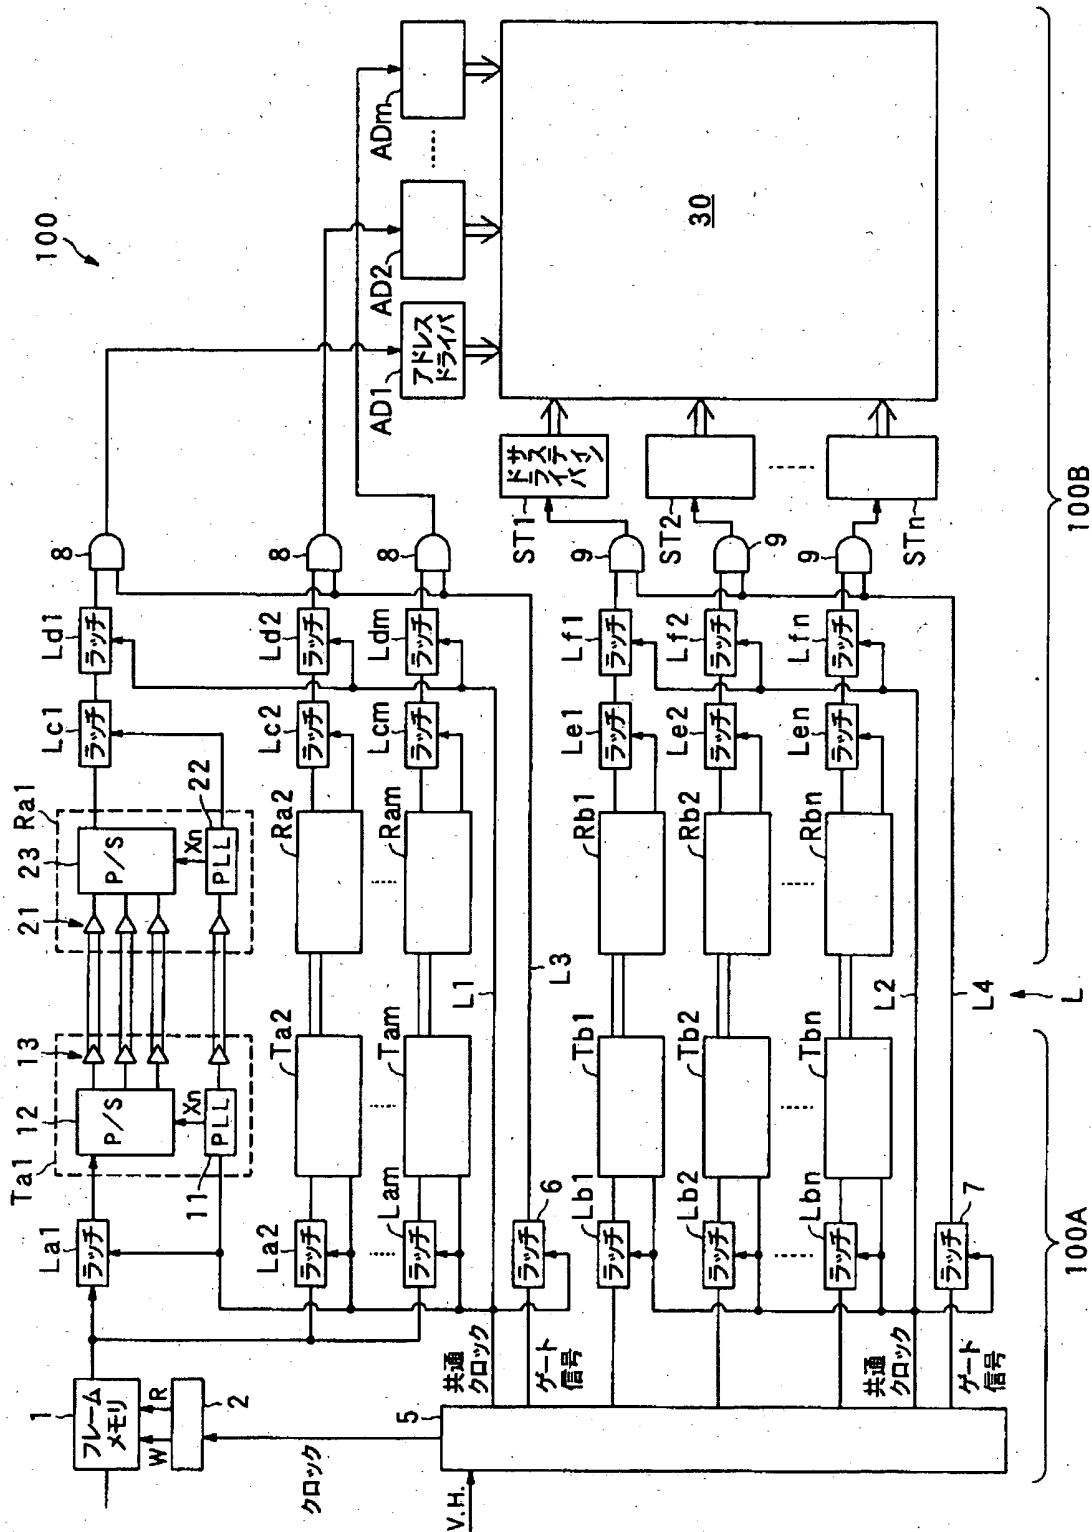 100
1
フレーム
メモリ
W
R
2
クロック
5
V.H.
La1
ラッチ
Ta1
12
P/S
Xn
11
PLL
13
21
Ra1
23
P/S
Xn
PLL
22
Lc1
ラッチ
Ld1
ラッチ
8
La2
ラッチ
Ta2
Ra2
Lc2
ラッチ
Ld2
ラッチ
8
Lam
ラッチ
Tam
Ram
Lcm
ラッチ
Ldm
ラッチ
8
共通
クロック
L1
ゲート
信号
ラッチ
6
L3
Lb1
ラッチ
Tb1
Rb1
Le1
ラッチ
Lf1
ラッチ
9
Lb2
ラッチ
Tb2
Rb2
Le2
ラッチ
Lf2
ラッチ
9
Lbn
ラッチ
Tbn
Rbn
Len
ラッチ
Lfn
ラッチ
9
共通
クロック
L2
ゲート
信号
ラッチ
7
L4
L
AD1
アドレス
ドライバ
AD2
ADm
ST1
サスティン
ドライバ
ST2
STn
30
100A
100B